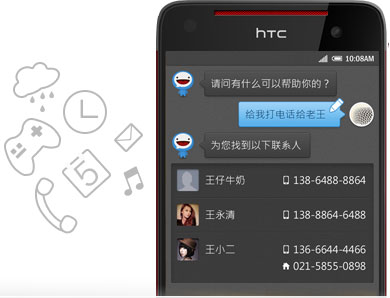 hTC
10:08AM
请问有什么可以帮助你的？
给我打电话给老王
为您找到以下联系人
王仔牛奶 138-6488-8864
王永清 138-8864-6488
王小二 136-6644-4466
021-5855-0898
5